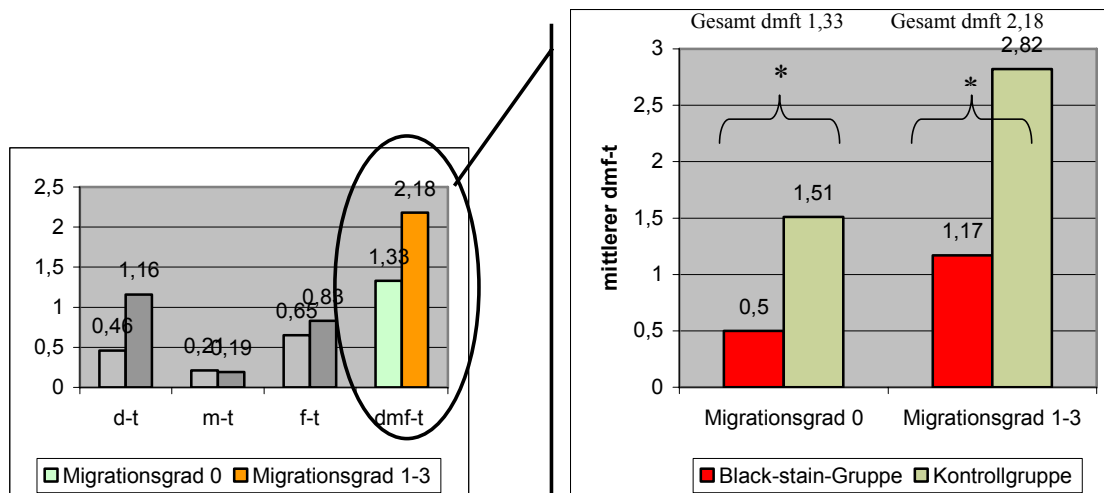 2,5
2
1,5
1
0,5
0
0,46
1,16
0,21
0,19
0,65
0,83
1,33
2,18
d-t
m-t
f-t
dmf-t
Migrationsgrad 0
Migrationsgrad 1-3
Gesamt dmft 1,33
Gesamt dmft 2,18
mittlerer dmf-t
3
2,5
2
1,5
1
0,5
0
*
*
0,5
1,51
1,17
2,82
Migrationsgrad 0
Migrationsgrad 1-3
Black-stain-Gruppe
Kontrollgruppe